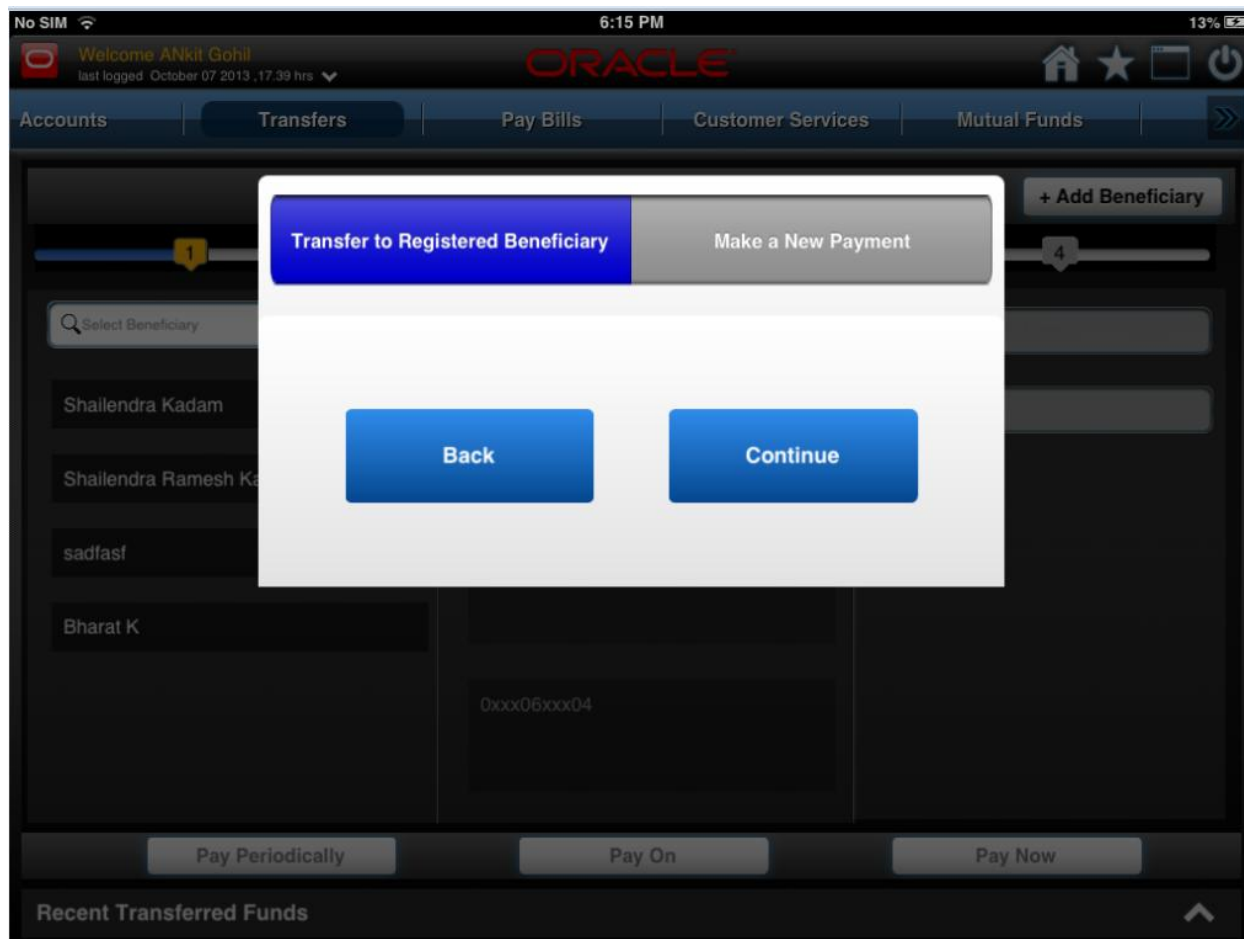 No SIM 6:15 PM 13%
Welcome ANkit Gohil
last logged October 07 2013 ,17.39 hrs
ORACLE
Accounts Transfers Pay Bills Customer Services Mutual Funds
+ Add Beneficiary
Transfer to Registered Beneficiary Make a New Payment
1 4
Select Beneficiary
Shailendra Kadam
Back Continue
Shailendra Ramesh
sadfasf
Bharat K
0xxx06xxx04
Pay Periodically Pay On Pay Now
Recent Transferred Funds